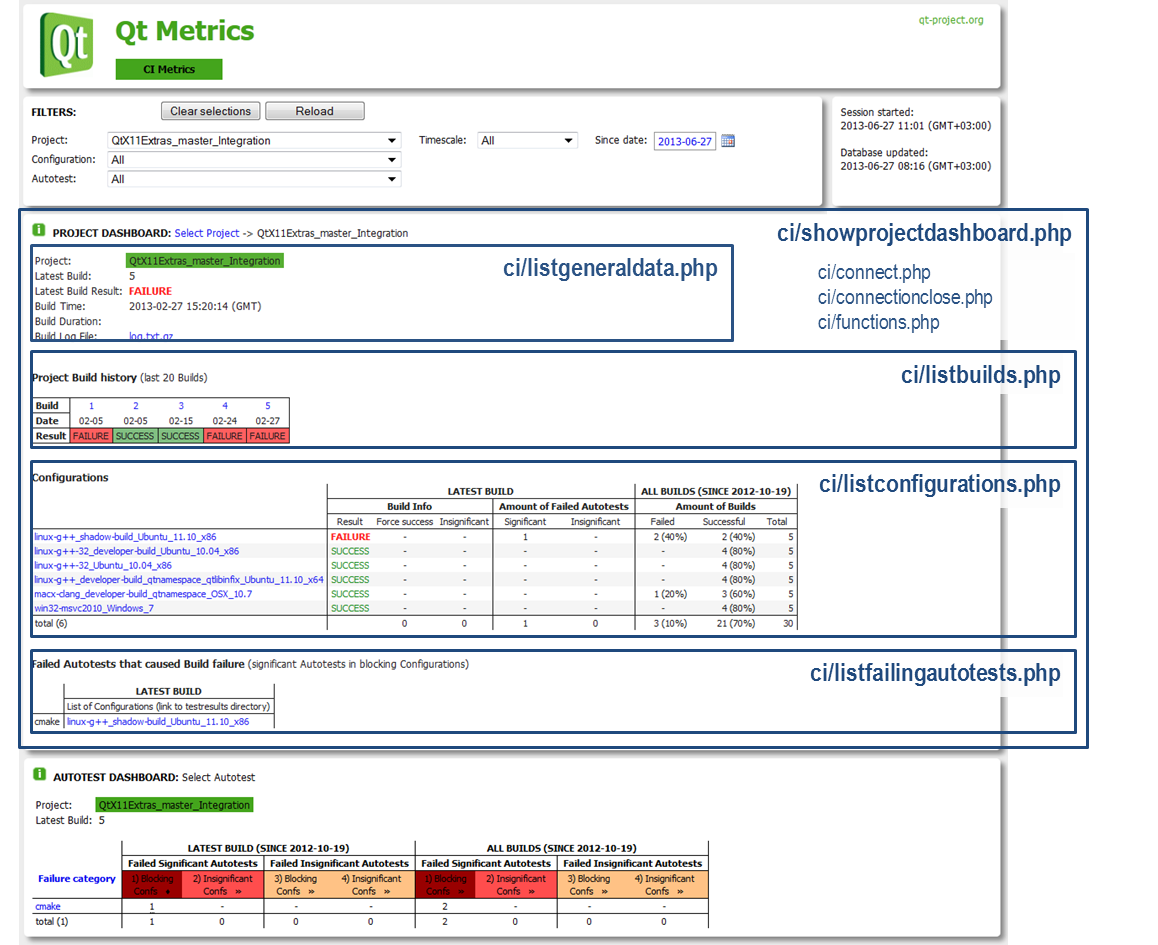 Qt
Qt Metrics
qt-project.org
CI Metrics
FILTERS: Clear selections Reload
Project: QtX11Extras_master_Integration Timescale: All Since date: 2013-06-27
Configuration: All
Autotest: All
Session started:
2013-06-27 11:01 (GMT+03:00)
Database updated:
2013-06-27 08:16 (GMT+03:00)
i PROJECT DASHBOARD: Select Project -> QtX11Extras_master_Integration
ci/showprojectdashboard.php
ci/connect.php
ci/connectionclose.php
ci/functions.php
ci/listgeneraldata.php
Project: QtX11Extras_master_Integration
Latest Build: 5
Latest Build Result: FAILURE
Build Time: 2013-02-27 15:20:14 (GMT)
Build Duration:
Build Log File: log.txt.gz
ci/listbuilds.php
Project Build history (last 20 Builds)
Build 1 2 3 4 5
Date 02-05 02-05 02-15 02-24 02-27
Result FAILURE SUCCESS SUCCESS FAILURE FAILURE
Configurations
ci/listconfigurations.php
LATEST BUILD ALL BUILDS (SINCE 2012-10-19)
Build Info Amount of Failed Autotests Amount of Builds
Result Force success Insignificant Significant Insignificant Failed Successful Total
linux-g++_shadow-build_Ubuntu_11.10_x86 FAILURE - - 1 - 2 (40%) 2 (40%) 5
linux-g++-32_developer-build_Ubuntu_10.04_x86 SUCCESS - - - - - 4 (80%) 5
linux-g++-32_Ubuntu_10.04_x86 SUCCESS - - - - - 4 (80%) 5
linux-g++_developer-build_qtnamespace_qtlibinfix_Ubuntu_11.10_x64 SUCCESS - - - - - 4 (80%) 5
macx-clang_developer-build_qtnamespace_OSX_10.7 SUCCESS - - - - 1 (20%) 3 (60%) 5
win32-msvc2010_Windows_7 SUCCESS - - - - - 4 (80%) 5
total (6) 0 0 1 0 3 (10%) 21 (70%) 30
Failed Autotests that caused Build failure (significant Autotests in blocking Configurations)
ci/listfailingautotests.php
LATEST BUILD
List of Configurations (link to testresults directory)
cmake linux-g++_shadow-build_Ubuntu_11.10_x86
i AUTOTEST DASHBOARD: Select Autotest
Project: QtX11Extras_master_Integration
Latest Build: 5
LATEST BUILD (SINCE 2012-10-19) ALL BUILDS (SINCE 2012-10-19)
Failed Significant Autotests Failed Insignificant Autotests Failed Significant Autotests Failed Insignificant Autotests
Failure category 1) Blocking 2) Insignificant 3) Blocking 4) Insignificant 1) Blocking 2) Insignificant 3) Blocking 4) Insignificant
Confs Confs » Confs » Confs » Confs » Confs » Confs » Confs »
cmake 1 - - - 2 - - -
total (1) 1 0 0 0 2 0 0 0